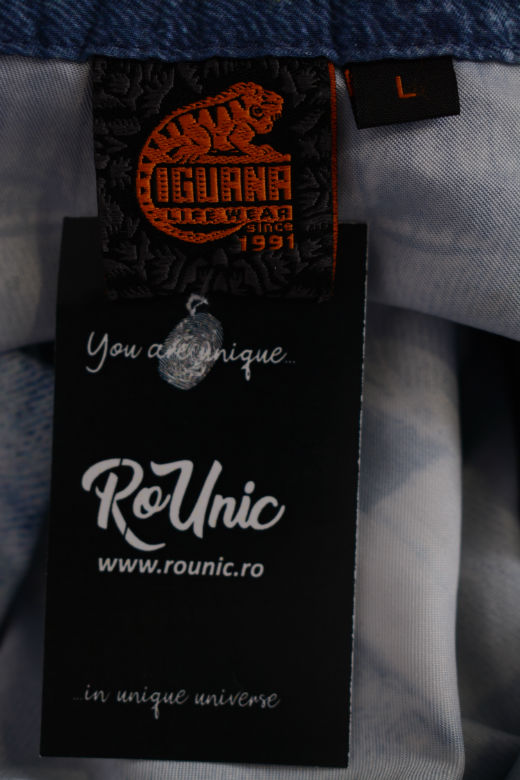 IGUANA
LIFE WEAR
since
1991
L
You are unique...
RoUnic
www.rounic.ro
...in unique universe